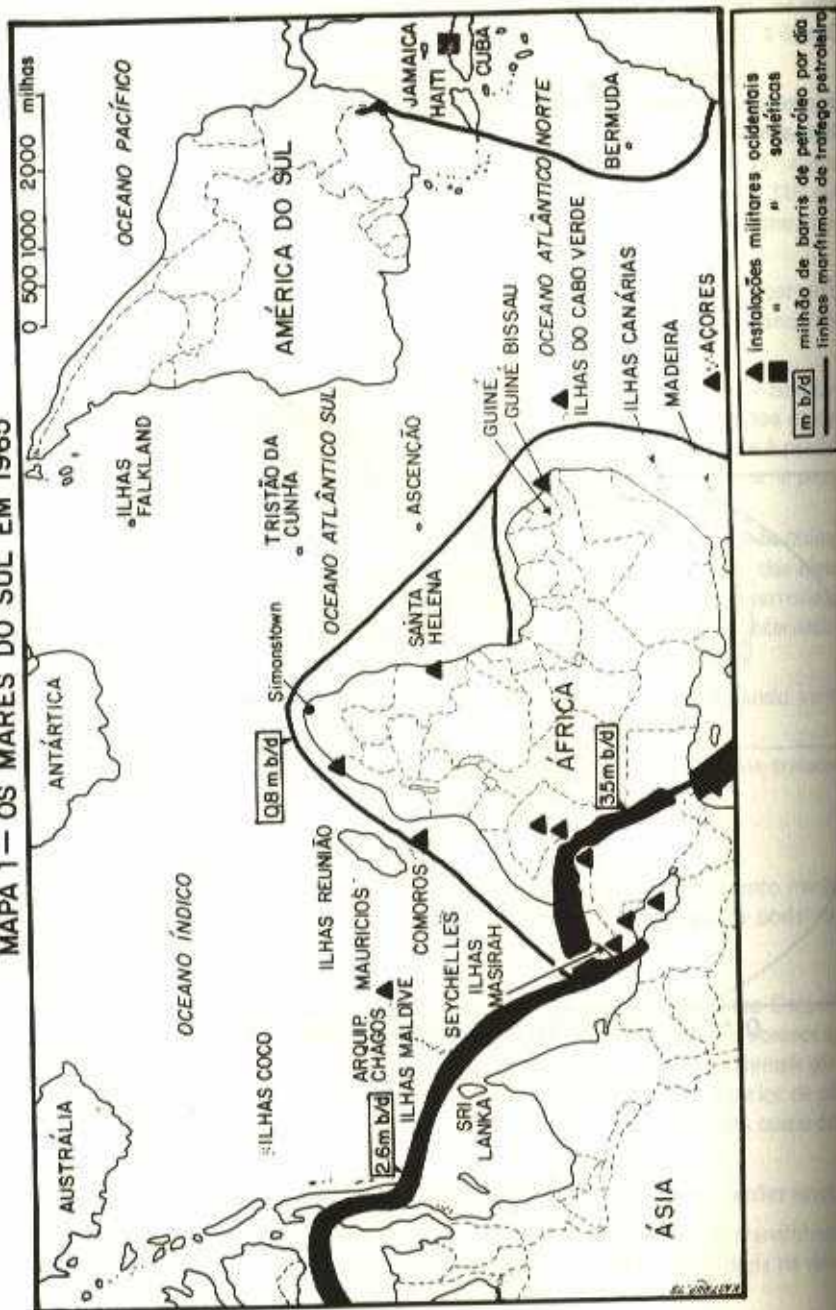 MAPA 1 — OS MARES DO SUL EM 1965
0 500 1000 2000 milhas
ANTÁRTICA
AUSTRÁLIA
OCEANO PACÍFICO
ILHAS
FALKLAND
AMÉRICA DO SUL
TRISTÃO DA
CUNHA
OCEANO ATLÂNTICO SUL
ASCENÇÃO
Simonstown
0,8 m b/d
SANTA
HELENA
OCEANO ÍNDICO
ILHAS REUNIÃO
MAURICIOS
COMOROS
ILHAS COCO
ARQUIP.
CHAGOS
ILHAS MALDIVE
SEYCHELLES
ILHAS
MASIRAH
2.6 m b/d
SRI
LANKA
ÁFRICA
3.5 m b/d
ÁSIA
GUINÉ
GUINÉ BISSAU
OCEANO ATLÂNTICO NORTE
ILHAS DO CABO VERDE
ILHAS CANÁRIAS
MADEIRA
AÇORES
JAMAICA
HAITI
CUBA
BERMUDA
instalações militares ocidentais
" " soviéticas
m b/d milhão de barris de petróleo por dia
linhas marítimas de tráfego petroleiro